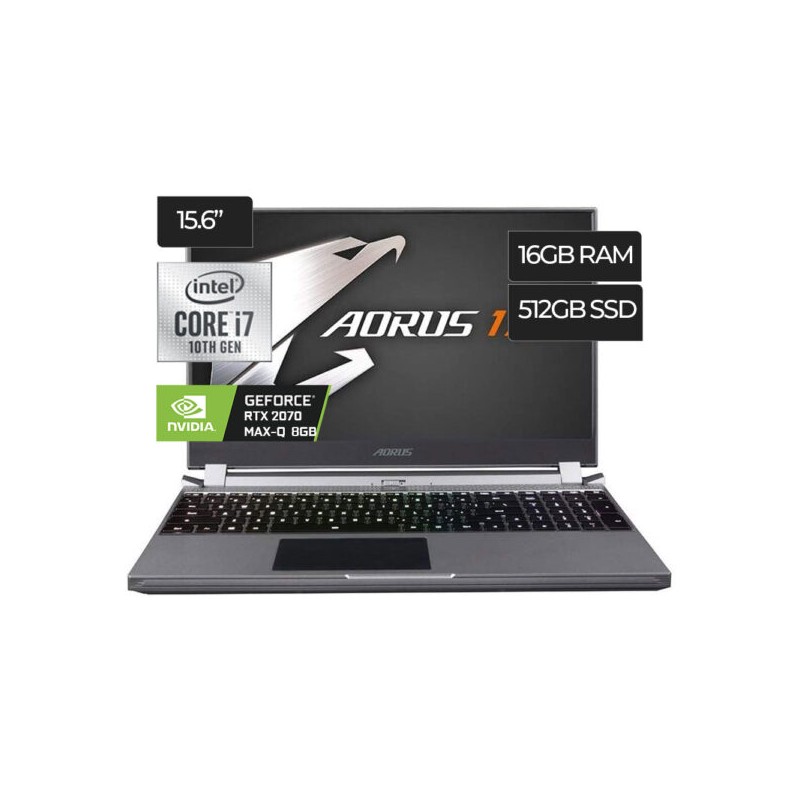 15.6”
intel
CORE i7
10TH GEN
NVIDIA.
GEFORCE
RTX 2070
MAX-Q 8GB
16GB RAM
512GB SSD
AORUS 1
AORUS